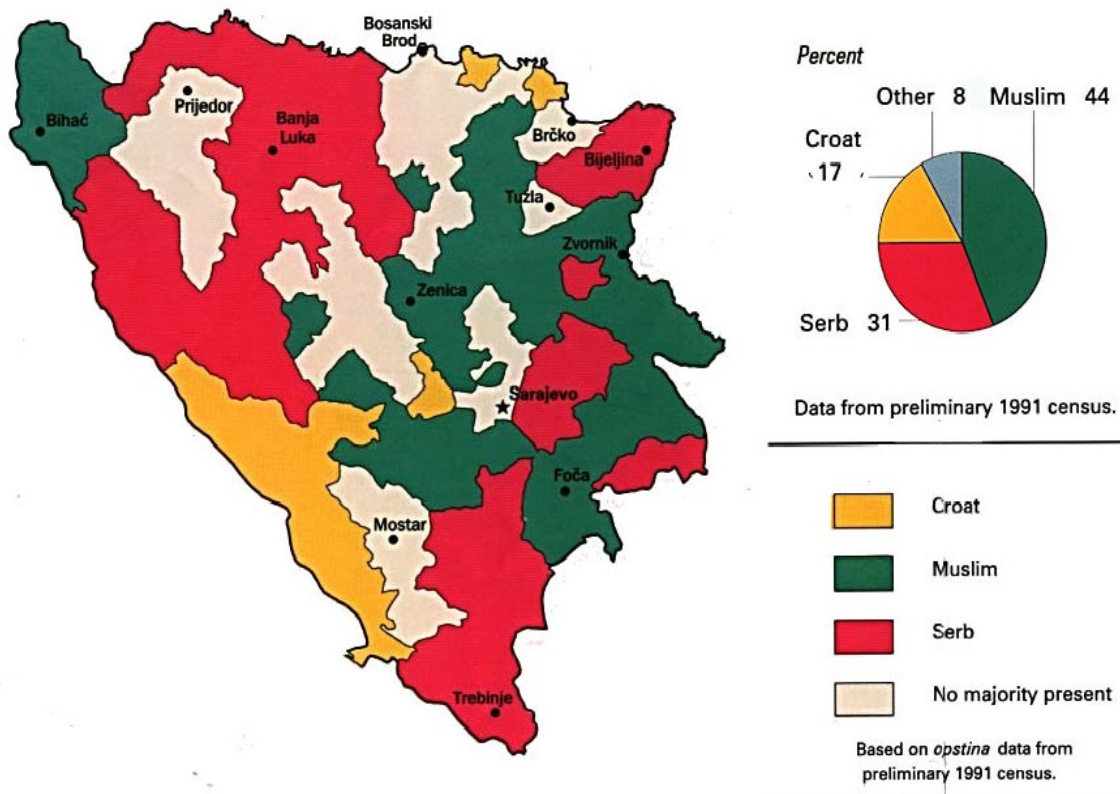 Bosanski
Brod
Prijedor
Bihać
Banja
Luka
Brčko
Bijeljina
Tuzla
Zvornik
Zenica
Sarajevo
Foča
Mostar
Trebinje
Percent
Other 8 Muslim 44
Croat
17
Serb 31
Data from preliminary 1991 census.
Croat
Muslim
Serb
No majority present
Based on opstina data from
preliminary 1991 census.